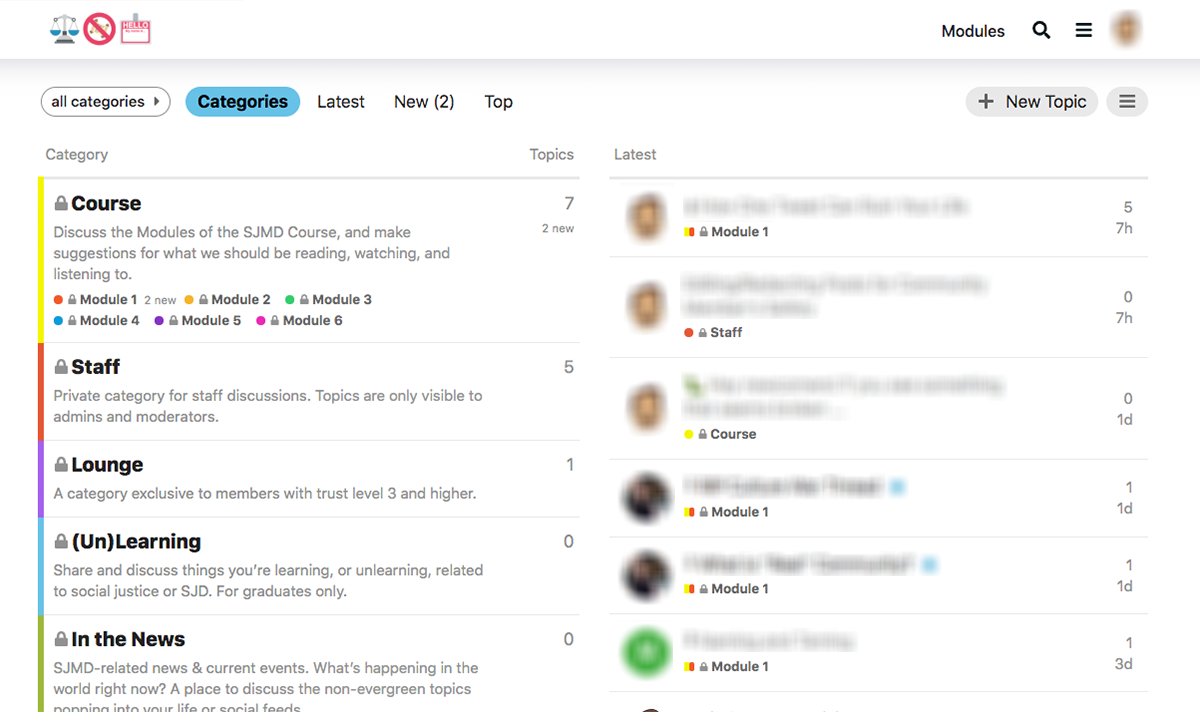 HELLO
Modules
all categories
Categories
Latest
New (2)
Top
+ New Topic
Category
Topics
Course
7
Discuss the Modules of the SJMD Course, and make
2 new
suggestions for what we should be reading, watching, and
listening to.
Module 1 2 new Module 2 Module 3
Module 4 Module 5 Module 6
Staff
5
Private category for staff discussions. Topics are only visible to
admins and moderators.
Lounge
1
A category exclusive to members with trust level 3 and higher.
(Un)Learning
0
Share and discuss things you’re learning, or unlearning, related
to social justice or SJD. For graduates only.
In the News
0
SJMD-related news & current events. What’s happening in the
world right now? A place to discuss the non-evergreen topics
popping into your life or social feeds.
Latest
5
Module 1
7h
0
7h
Staff
0
1d
Course
1
Module 1
1d
1
Module 1
1d
1
Module 1
3d